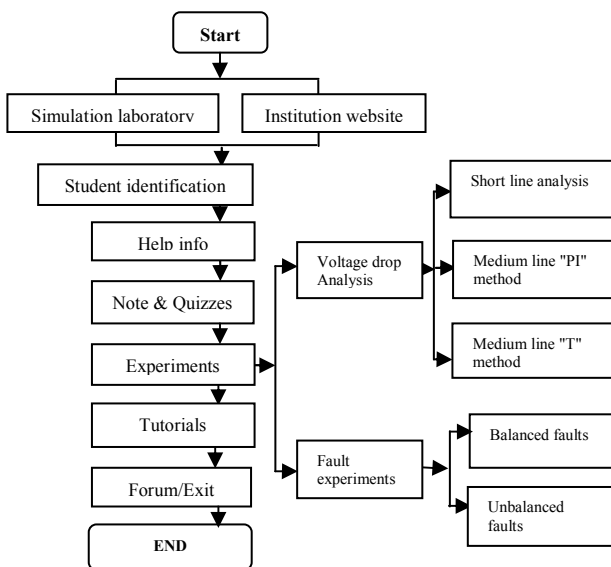 Start
Simulation laboratory
Institution website
Student identification
Help info
Note & Quizzes
Experiments
Tutorials
Forum/Exit
END
Voltage drop
Analysis
Fault
experiments
Short line analysis
Medium line "PI"
method
Medium line "T"
method
Balanced faults
Unbalanced
faults